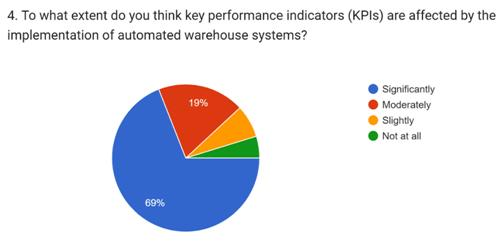 4. To what extent do you think key performance indicators (KPIs) are affected by the
implementation of automated warehouse systems?
Significantly
Moderately
Slightly
Not at all
19%
69%